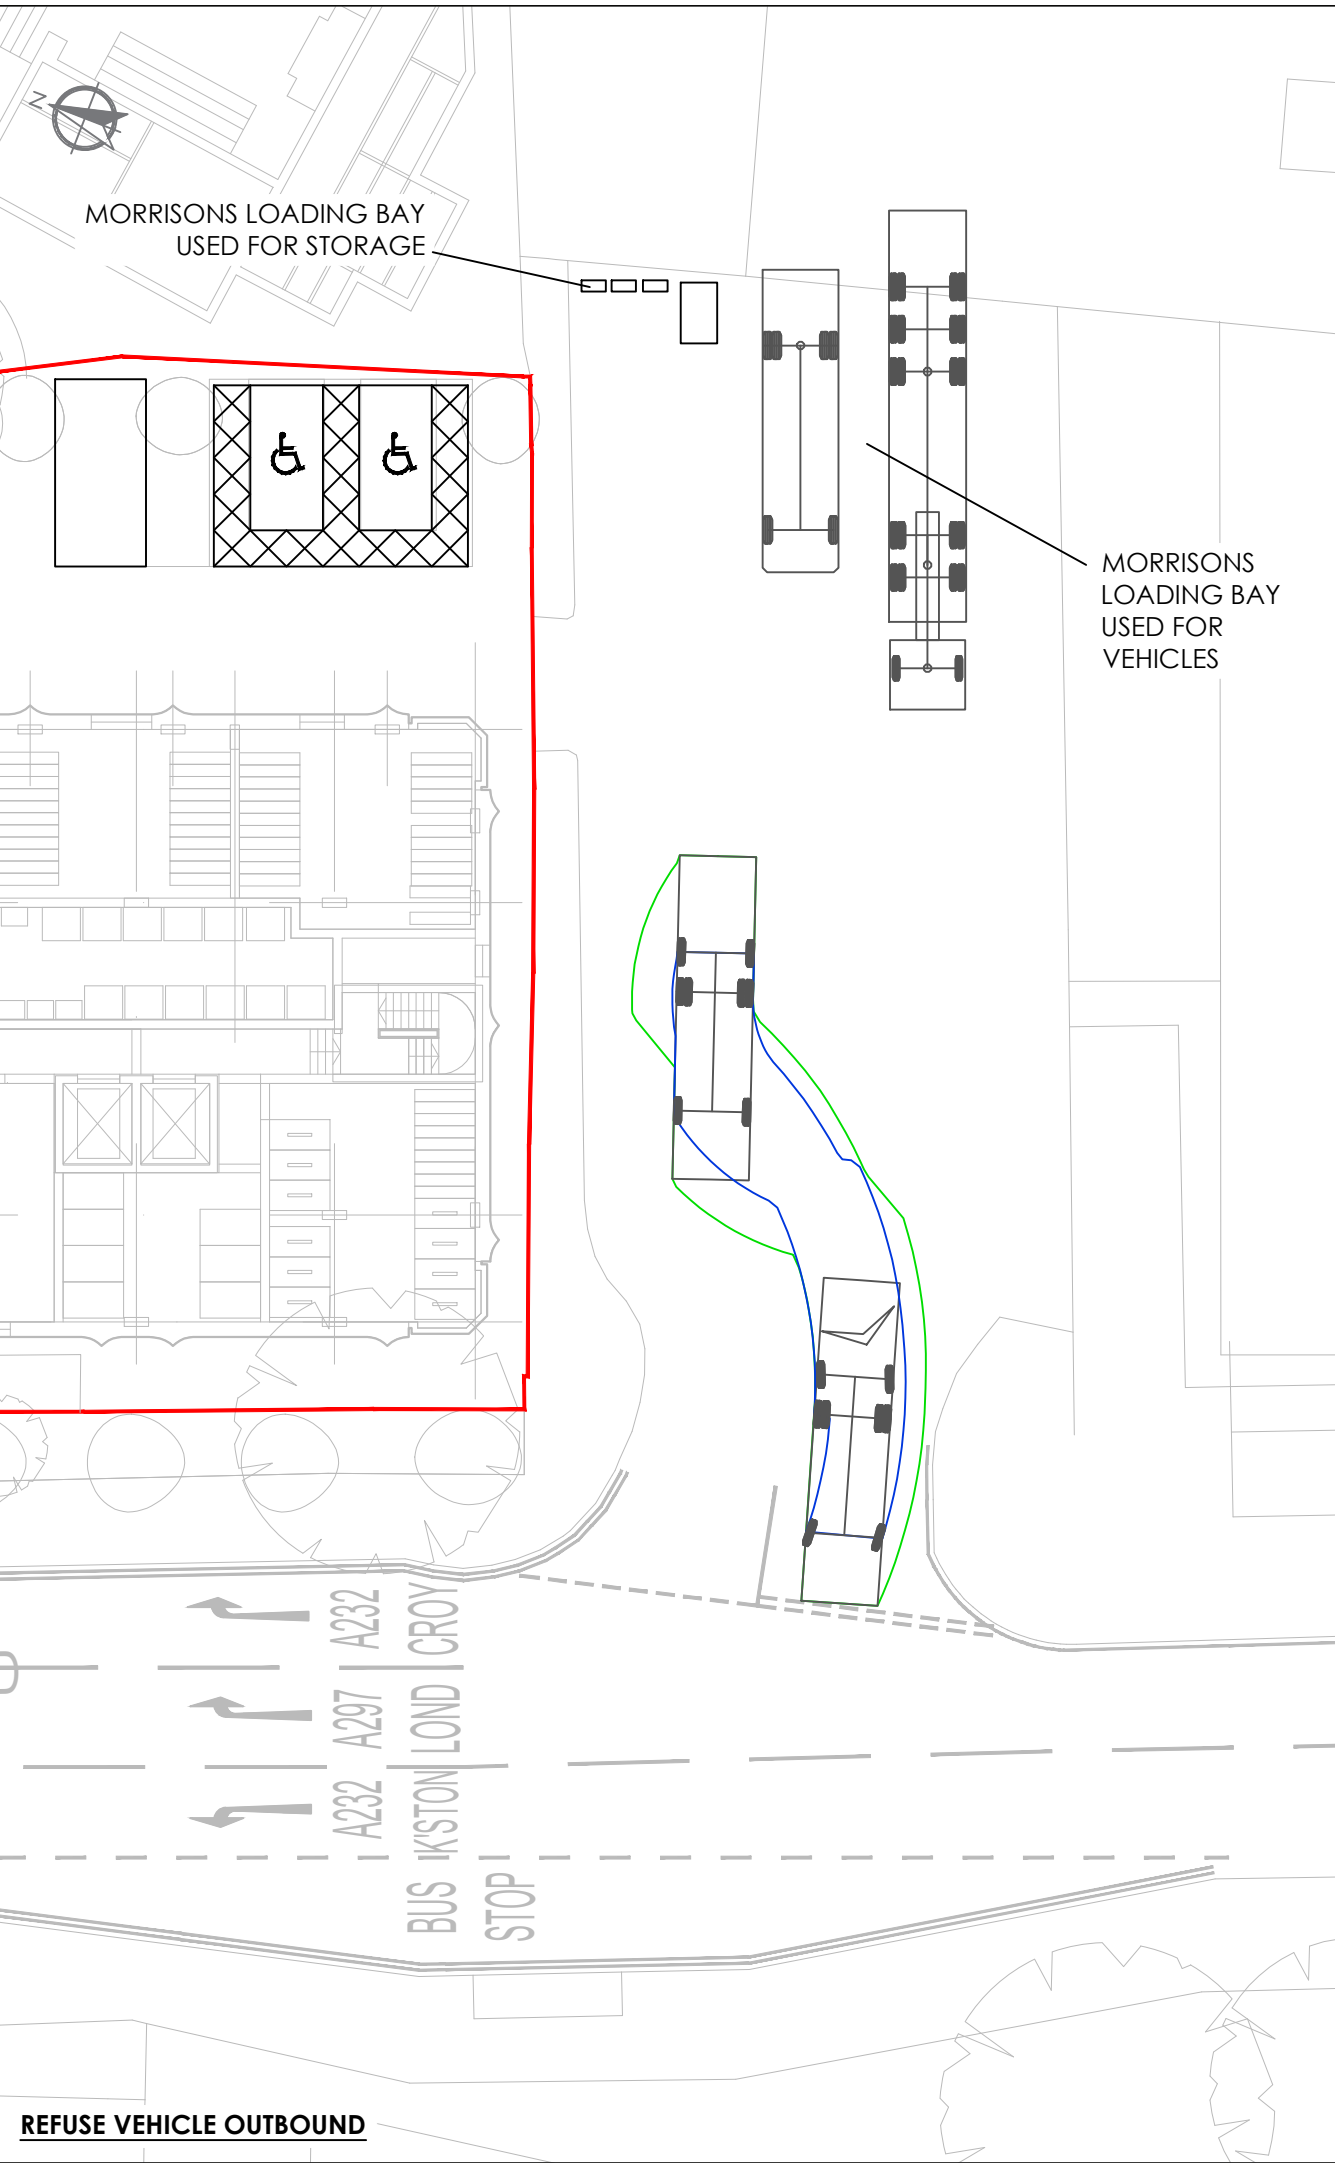 N
MORRISONS LOADING BAY
USED FOR STORAGE
MORRISONS
LOADING BAY
USED FOR
VEHICLES
A232
CROY
A297
LOND
A232
K'STON
BUS
STOP
REFUSE VEHICLE OUTBOUND